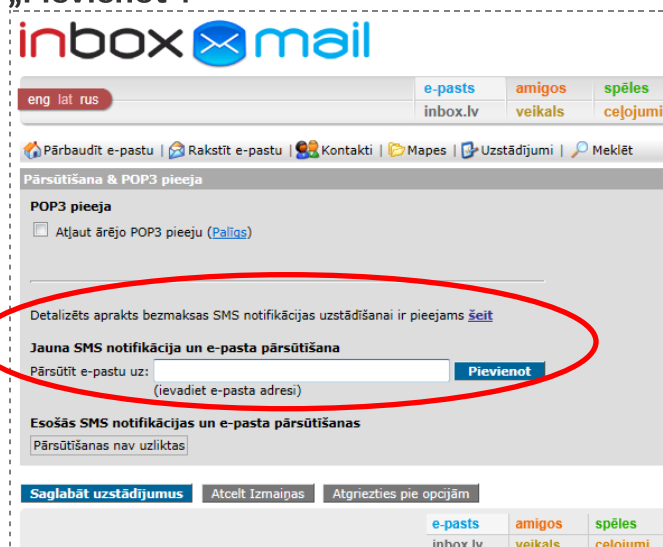 „Pievienot”.
inbox mail
eng lat rus
e-pasts amigos spēles
inbox.lv veikals ceļojumi
Pārbaudīt e-pastu | Rakstīt e-pastu | Kontakti | Mapes | Uzstādījumi | Meklēt
Pārsūtīšana & POP3 pieeja
POP3 pieeja
Atļaut ārējo POP3 pieeju (Palīgs)
Detalizēts aprakts bezmaksas SMS notifikācijas uzstādīšanai ir pieejams šeit
Jauna SMS notifikācija un e-pasta pārsūtīšana
Pārsūtīt e-pastu uz: Pievienot
(ievadiet e-pasta adresi)
Esošās SMS notifikācijas un e-pasta pārsūtīšanas
Pārsūtīšanas nav uzliktas
Saglabāt uzstādījumus Atcelt Izmaiņas Atgriezties pie opcijām
e-pasts amigos spēles
inbox.lv veikals ceļojumi